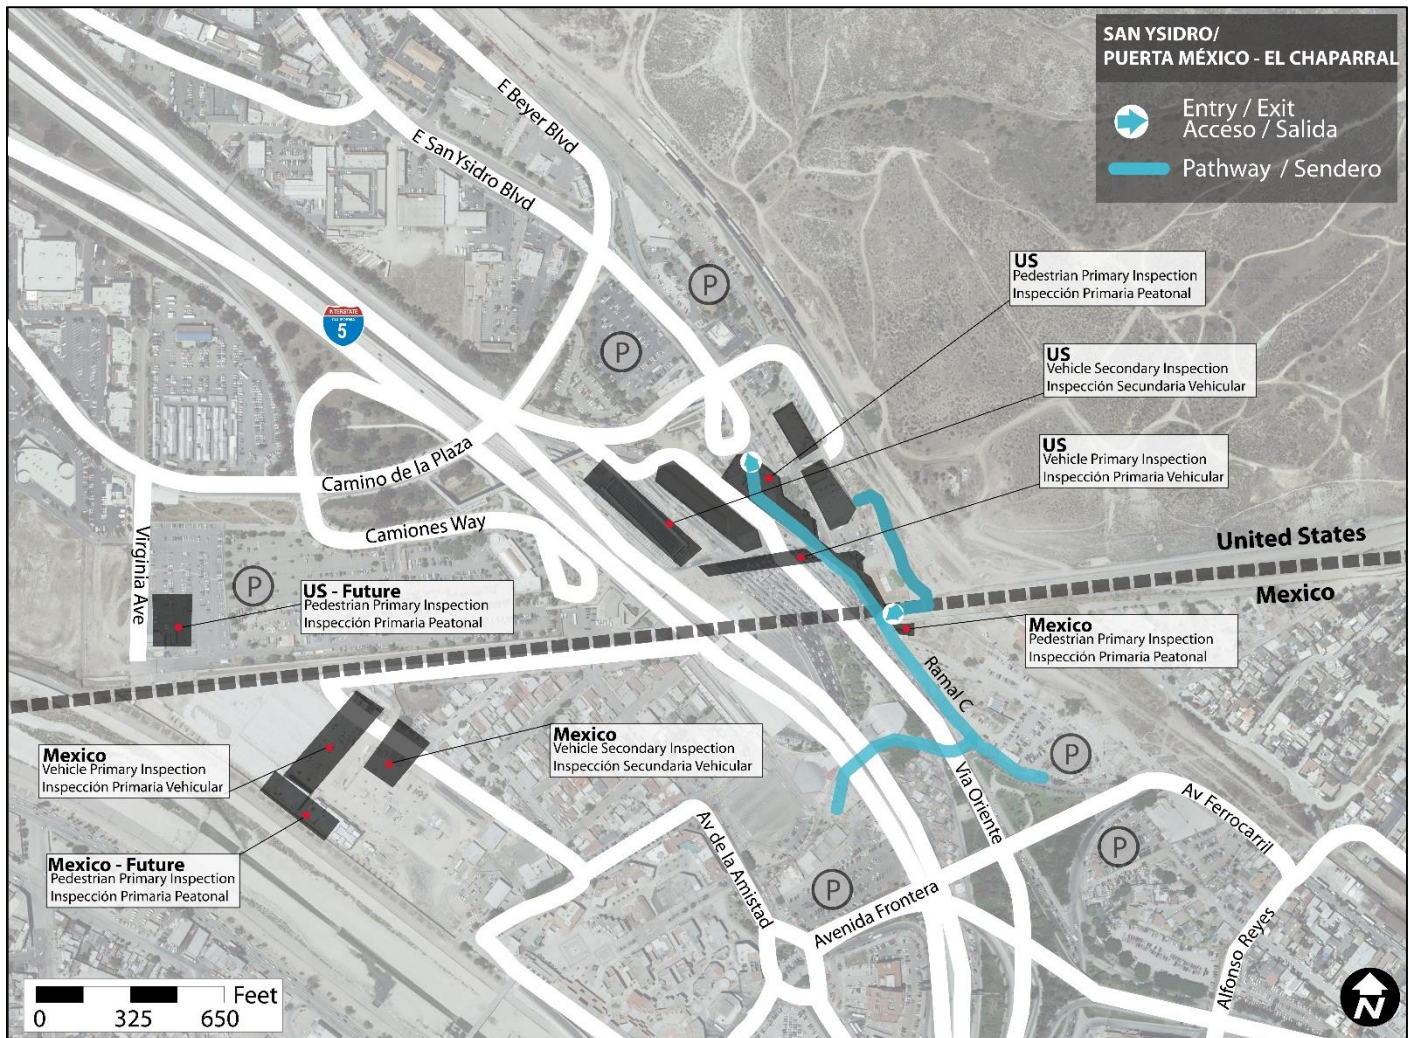 SAN YSIDRO/
PUERTA MÉXICO - EL CHAPARRAL
Entry / Exit
Acceso / Salida
Pathway / Sendero
E Beyer Blvd
E San Ysidro Blvd
P
P
INTERSTATE
5
US
Pedestrian Primary Inspection
Inspección Primaria Peatonal
US
Vehicle Secondary Inspection
Inspección Secundaria Vehicular
US
Vehicle Primary Inspection
Inspección Primaria Vehicular
Camino de la Plaza
Camiones Way
Virginia Ave
P
US - Future
Pedestrian Primary Inspection
Inspección Primaria Peatonal
United States
Mexico
Mexico
Pedestrian Primary Inspection
Inspección Primaria Peatonal
Ramal C
Mexico
Vehicle Primary Inspection
Inspección Primaria Vehicular
Mexico
Vehicle Secondary Inspection
Inspección Secundaria Vehicular
P
Via Oriente
Av Ferrocarril
Mexico - Future
Pedestrian Primary Inspection
Inspección Primaria Peatonal
Av de la Amistad
P
P
Avenida Frontera
Alfonso Reyes
Feet
0 325 650
N